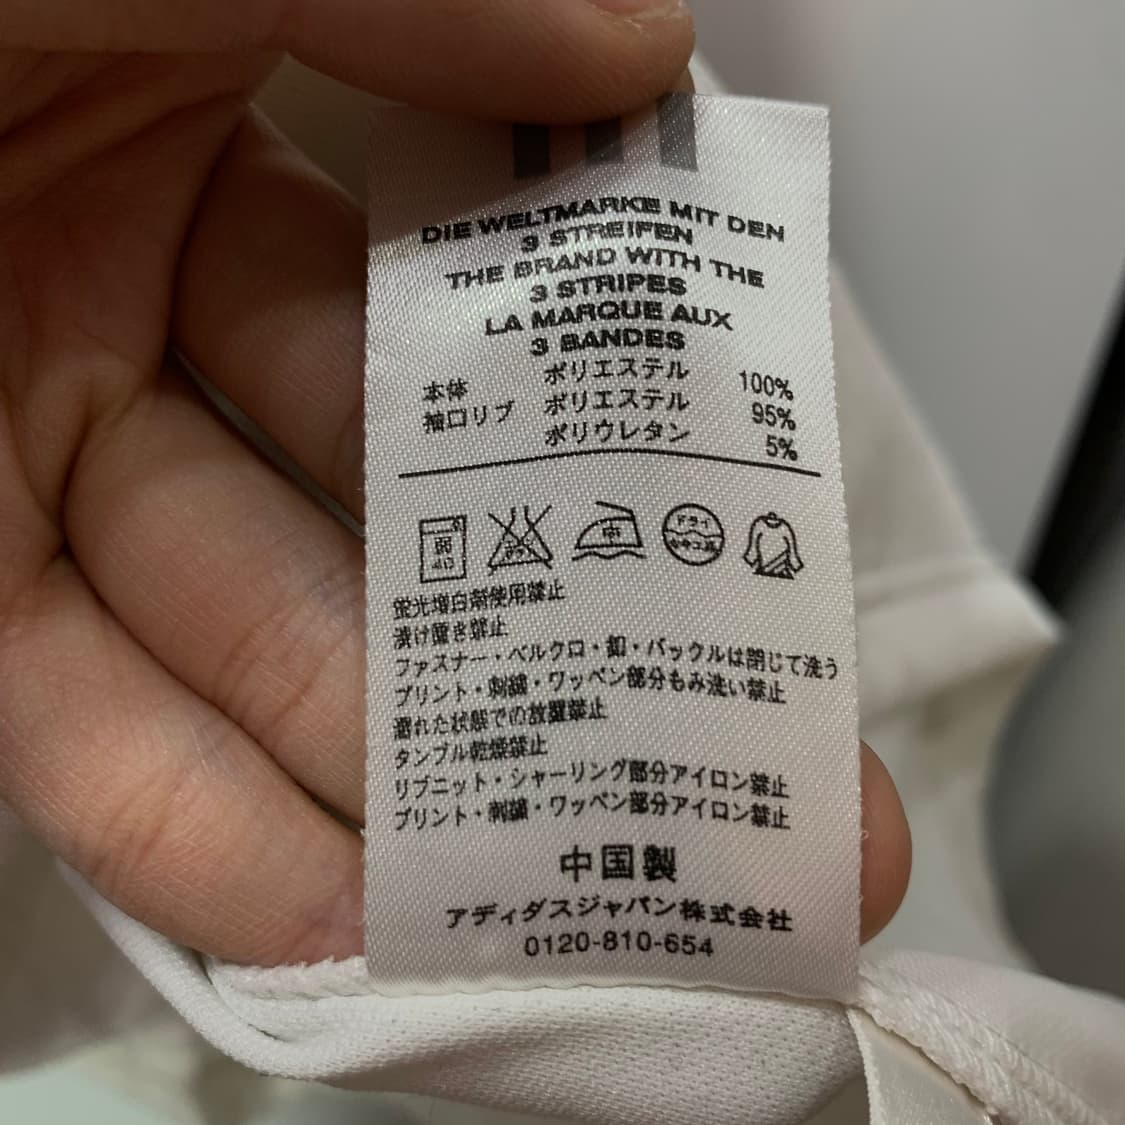 DIE WELTMARKE MIT DEN
3 STREIFEN
THE BRAND WITH THE
3 STRIPES
LA MARQUE AUX
3 BANDES
本体 ポリエステル 100%
袖口リブ ポリエステル 95%
ポリウレタン 5%
弱 40
中
ドライ
蛍光増白剤使用禁止
漬け置き禁止
ファスナー・ベルクロ・釦・バックルは閉じて洗う
プリント・刺繍・ワッペン部分もみ洗い禁止
濡れた状態での放置禁止
タンブル乾燥禁止
リブニット・シャーリング部分アイロン禁止
プリント・刺繍・ワッペン部分アイロン禁止
中国製
アディダスジャパン株式会社
0120-810-654